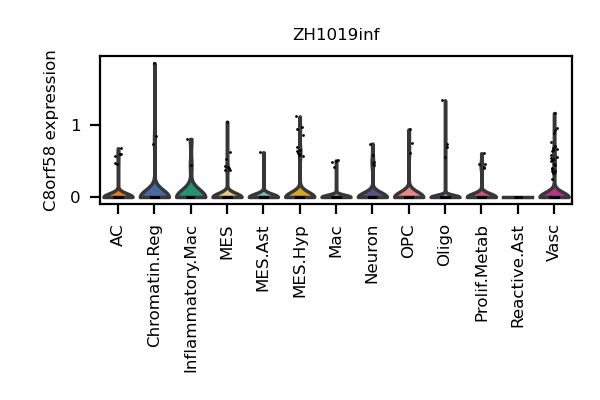 ZH1019inf
C8orf58 expression
1
0
AC
Chromatin.Reg
Inflammatory.Mac
MES
MES.Ast
MES.Hyp
Mac
Neuron
OPC
Oligo
Prolif.Metab
Reactive.Ast
Vasc